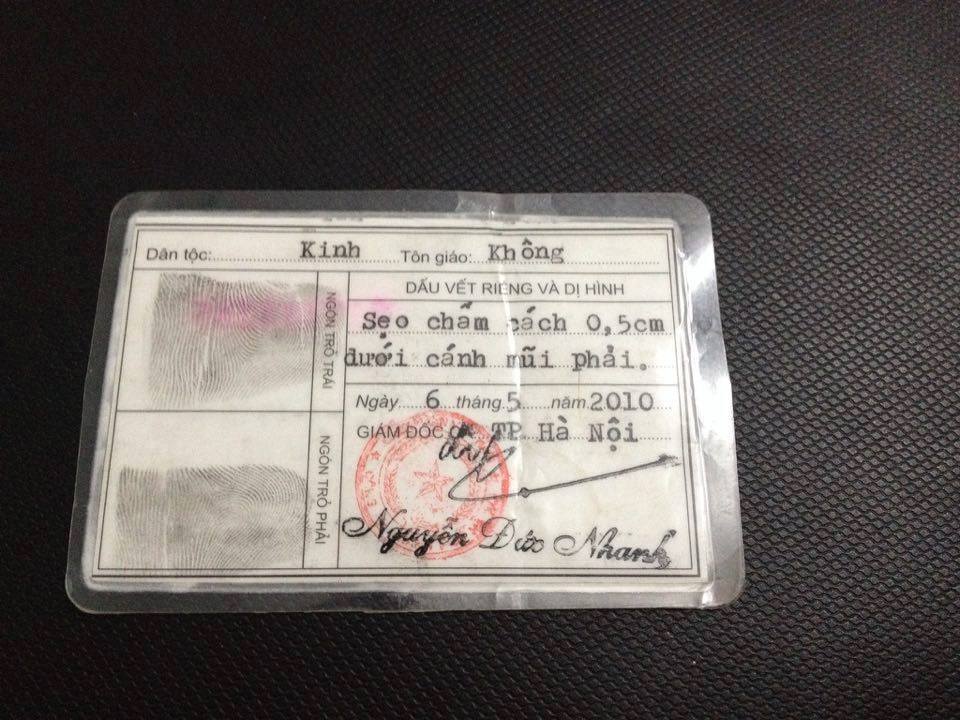 Dân tộc: Kinh Tôn giáo: Không
NGÓN TRỎ TRÁI
NGÓN TRỎ PHẢI
DẤU VẾT RIÊNG VÀ DỊ HÌNH
Sẹo chấm cách 0,5cm
dưới cánh mũi phải.
Ngày 6 tháng 5 năm 2010
GIÁM ĐỐC CA TP Hà Nội
Nguyễn Đức Nhanh